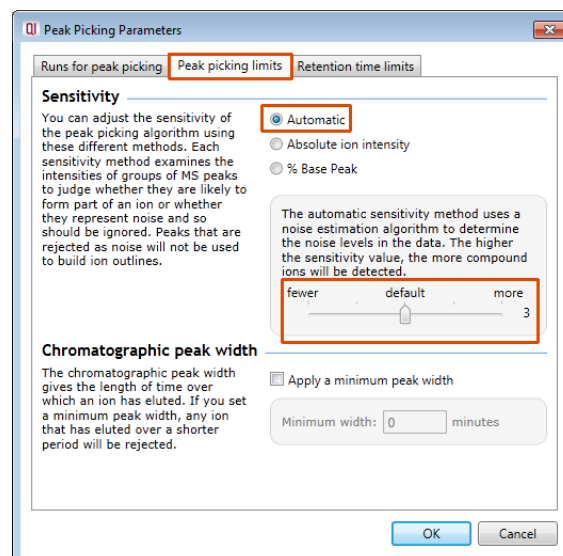 QI Peak Picking Parameters
Runs for peak picking Peak picking limits Retention time limits
Sensitivity
You can adjust the sensitivity of
the peak picking algorithm using
these different methods. Each
sensitivity method examines the
intensities of groups of MS peaks
to judge whether they are likely to
form part of an ion or whether
they represent noise and so
should be ignored. Peaks that are
rejected as noise will not be used
to build ion outlines.
Automatic
Absolute ion intensity
% Base Peak
The automatic sensitivity method uses a
noise estimation algorithm to determine
the noise levels in the data. The higher
the sensitivity value, the more compound
ions will be detected.
fewer default more
3
Chromatographic peak width
The chromatographic peak width
gives the length of time over
which an ion has eluted. If you set
a minimum peak width, any ion
that has eluted over a shorter
period will be rejected.
Apply a minimum peak width
Minimum width: 0 minutes
OK Cancel